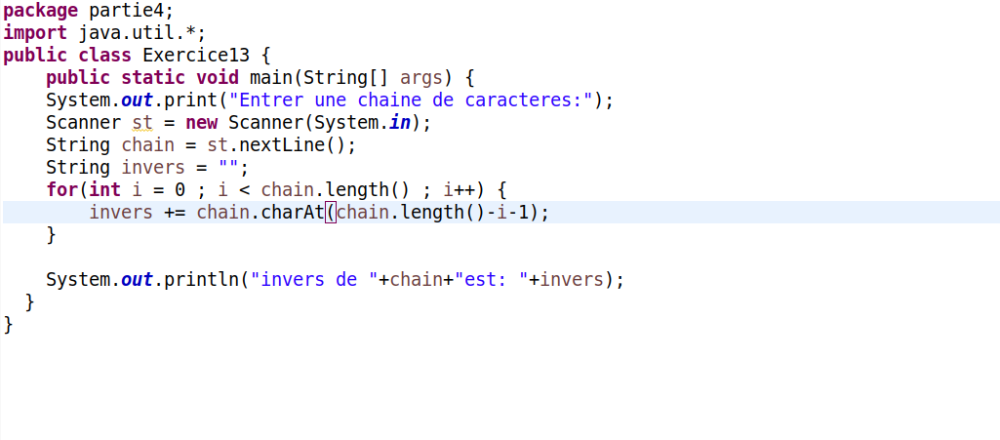 package partie4;
import java.util.*;
public class Exercice13 {
    public static void main(String[] args) {
    System.out.print("Entrer une chaine de caracteres:");
    Scanner st = new Scanner(System.in);
    String chain = st.nextLine();
    String invers = "";
    for(int i = 0 ; i < chain.length() ; i++) {
        invers += chain.charAt(chain.length()-i-1);
    }
    System.out.println("invers de "+chain+"est: "+invers);
  }
}